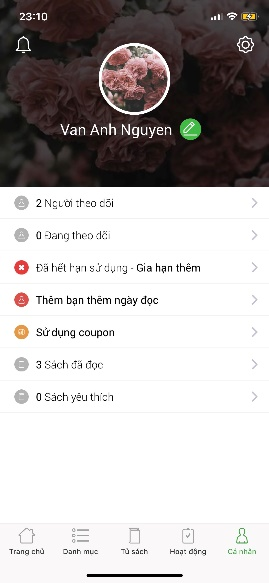 23:10
Van Anh Nguyen
2 Người theo dõi
0 Đang theo dõi
Đã hết hạn sử dụng - Gia hạn thêm
Thêm bạn thêm ngày đọc
Sử dụng coupon
3 Sách đã đọc
0 Sách yêu thích
Trang chủ Danh mục Tủ sách Hoạt động Cá nhân